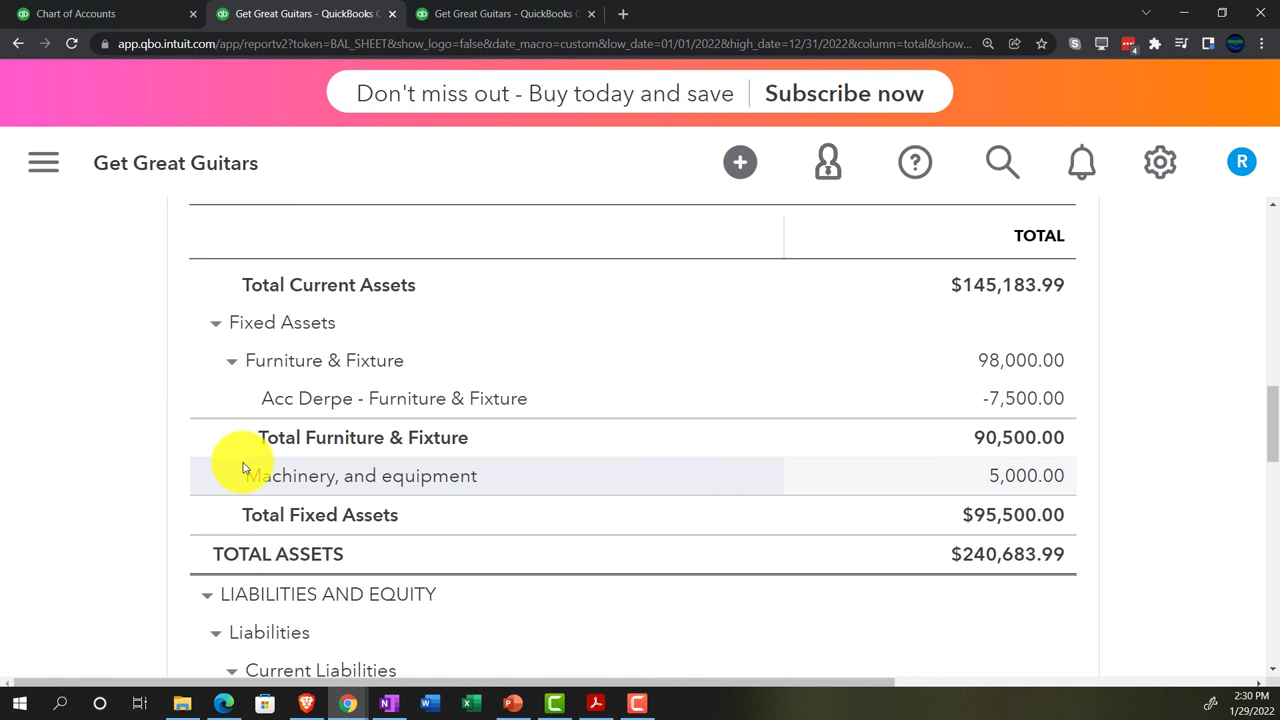 Chart of Accounts
Get Great Guitars - QuickBooks
Get Great Guitars - QuickBooks
app.qbo.intuit.com/app/reportv2?token=BAL_SHEET&show_logo=false&date_macro=custom&low_date=01/01/2022&high_date=12/31/2022&column=total&show...
4
Don't miss out - Buy today and save
Subscribe now
Get Great Guitars
R
TOTAL
Total Current Assets $145,183.99
Fixed Assets
Furniture & Fixture 98,000.00
Acc Derpe - Furniture & Fixture -7,500.00
Total Furniture & Fixture 90,500.00
Machinery, and equipment 5,000.00
Total Fixed Assets $95,500.00
TOTAL ASSETS $240,683.99
LIABILITIES AND EQUITY
Liabilities
Current Liabilities
2:30 PM
1/29/2022